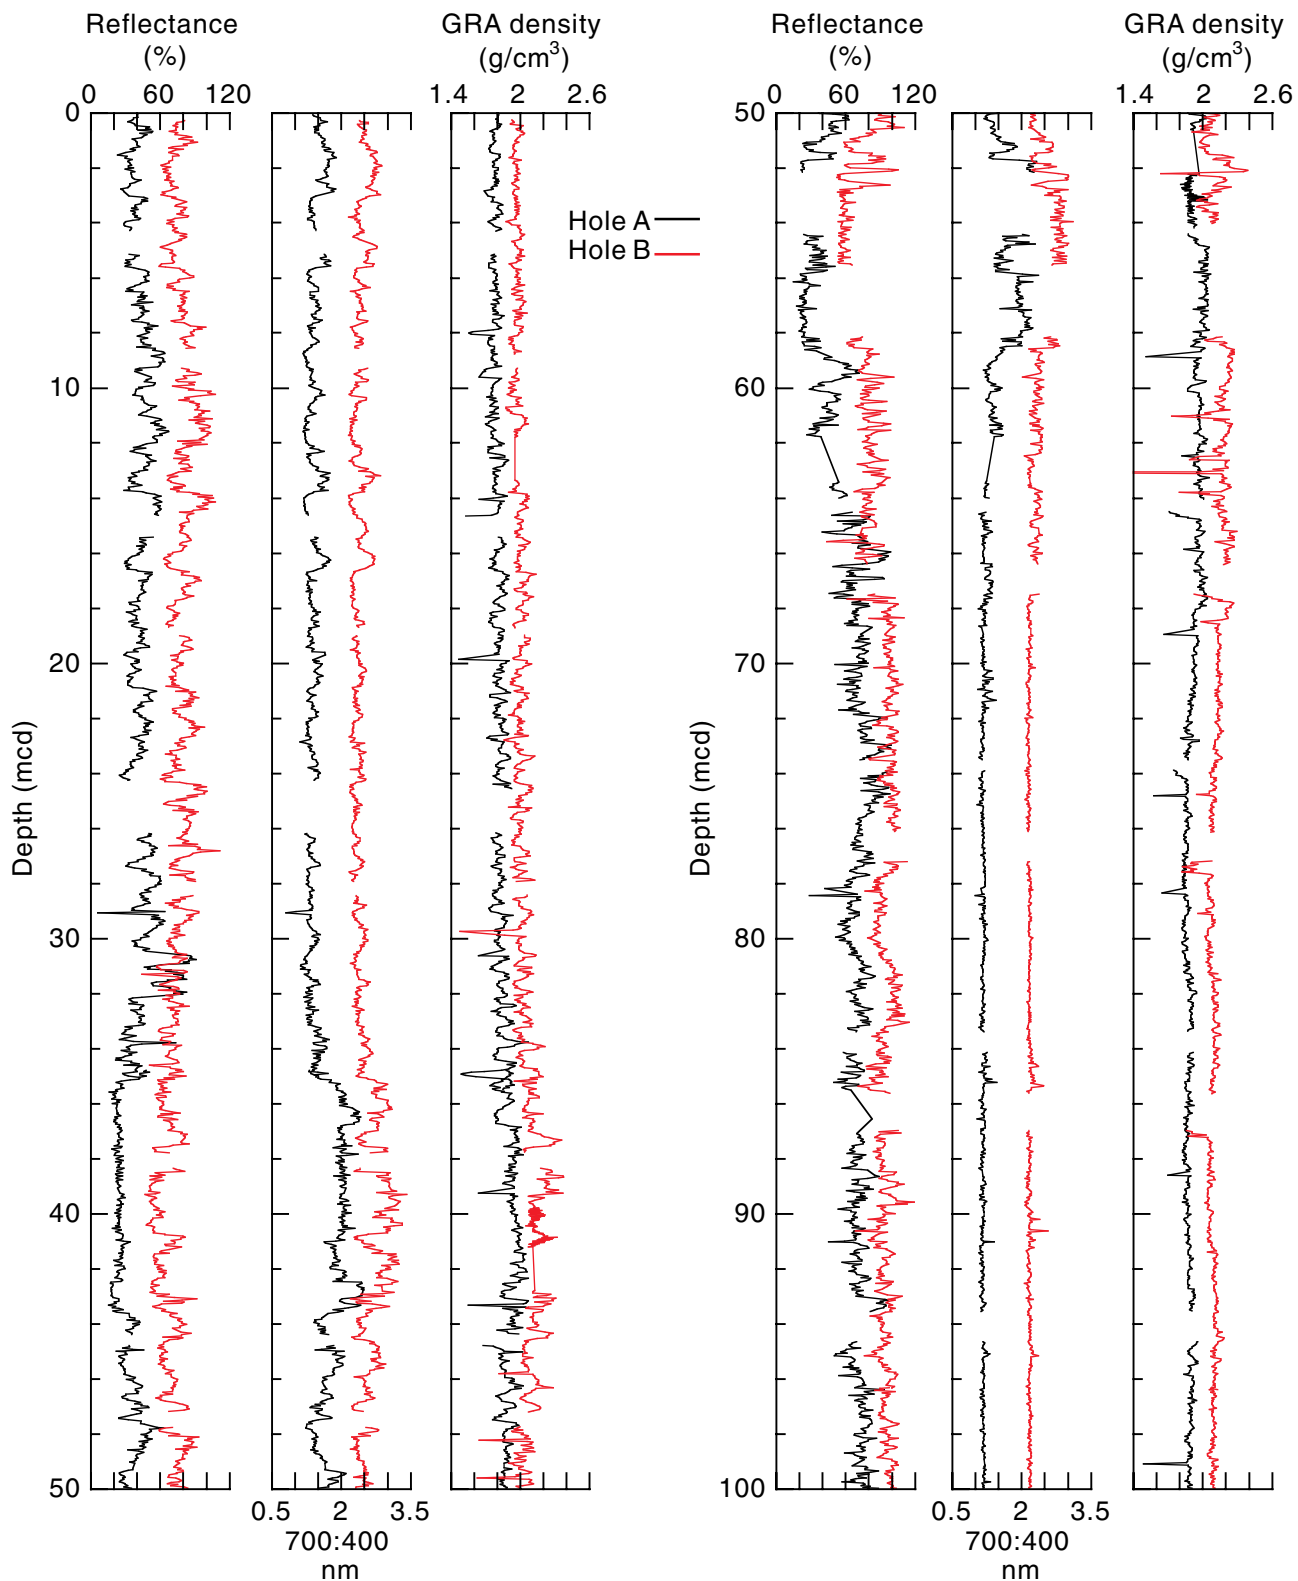 Reflectance
(%)
0 60 120
GRA density
(g/cm³)
1.4 2 2.6
Reflectance
(%)
0 60 120
GRA density
(g/cm³)
1.4 2 2.6
0
10
20
30
40
50
Depth (mcd)
Hole A
Hole B
50
60
70
80
90
100
Depth (mcd)
0.5 2 3.5
700:400
nm
0.5 2 3.5
700:400
nm